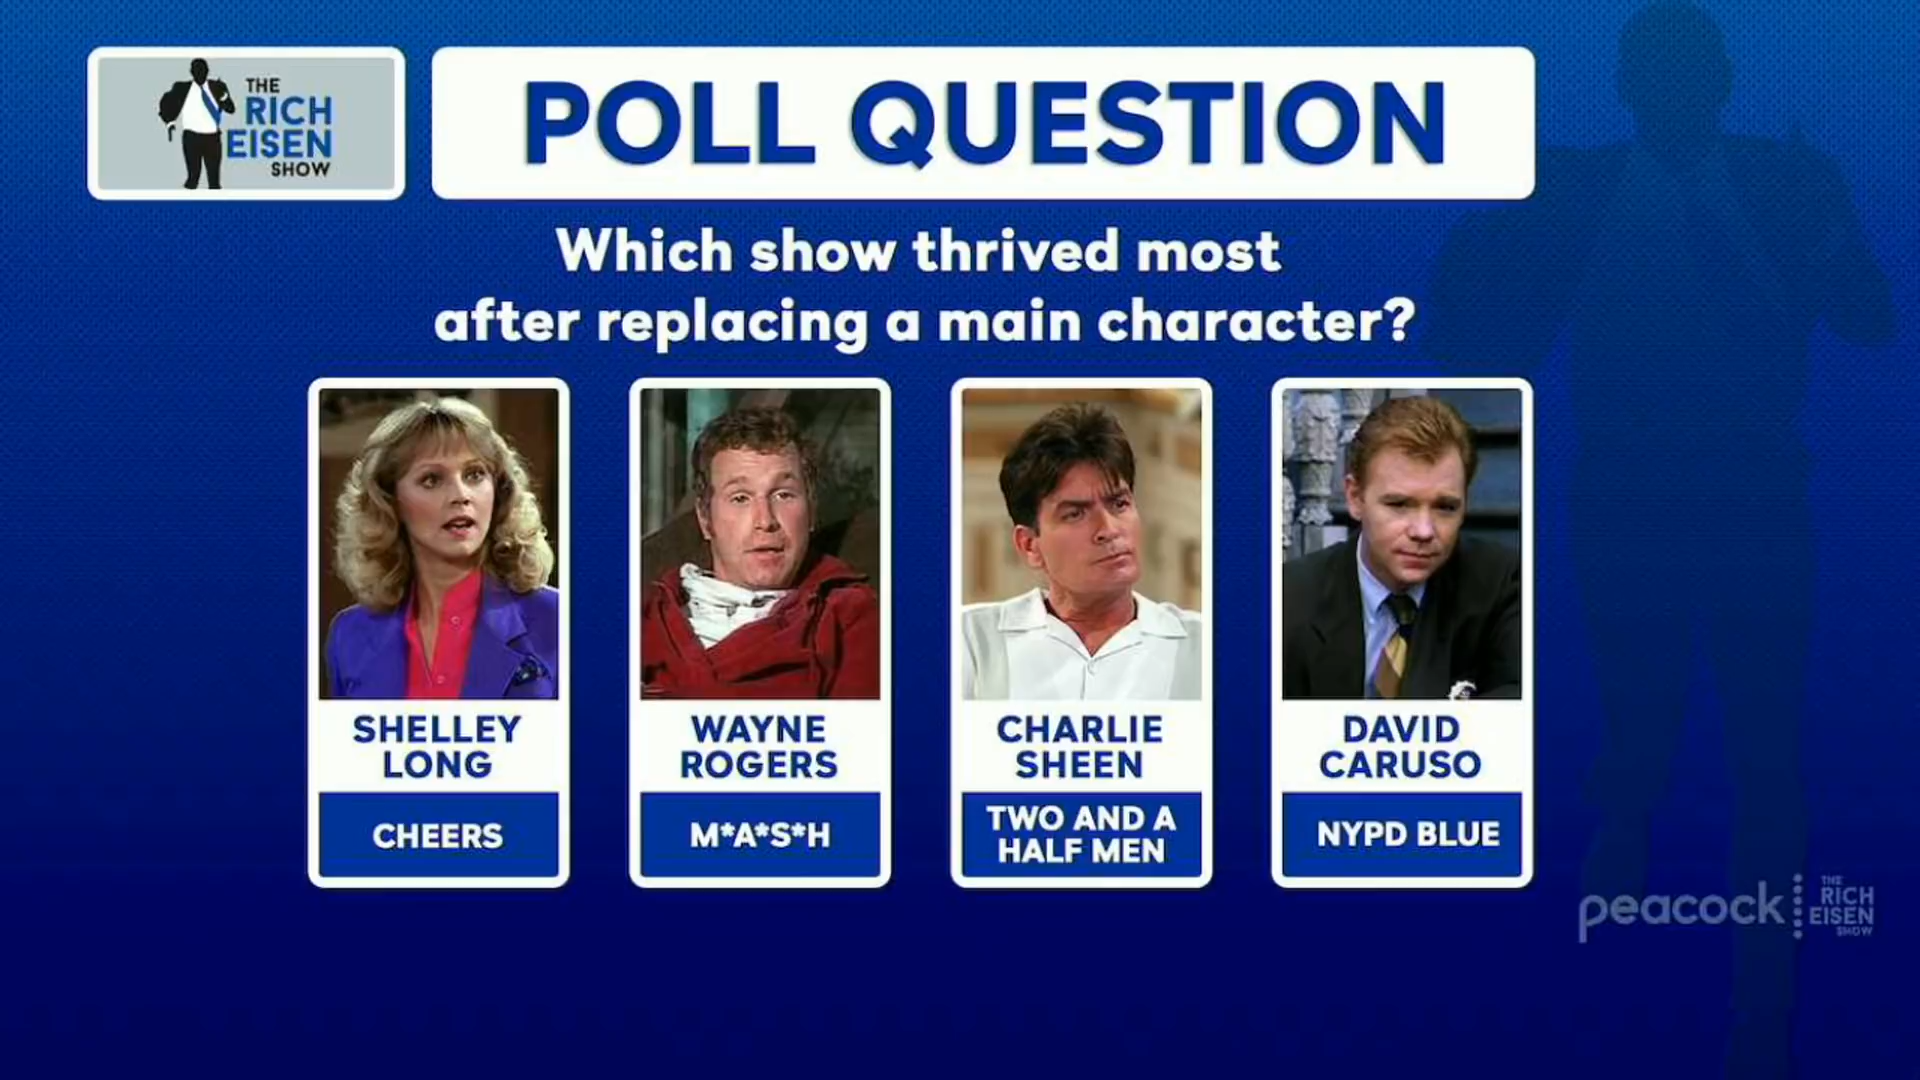 THE
RICH
EISEN
SHOW
POLL QUESTION
Which show thrived most
after replacing a main character?
SHELLEY
LONG
CHEERS
WAYNE
ROGERS
M*A*S*H
CHARLIE
SHEEN
TWO AND A
HALF MEN
DAVID
CARUSO
NYPD BLUE
peacock
THE
RICH
EISEN
SHOW